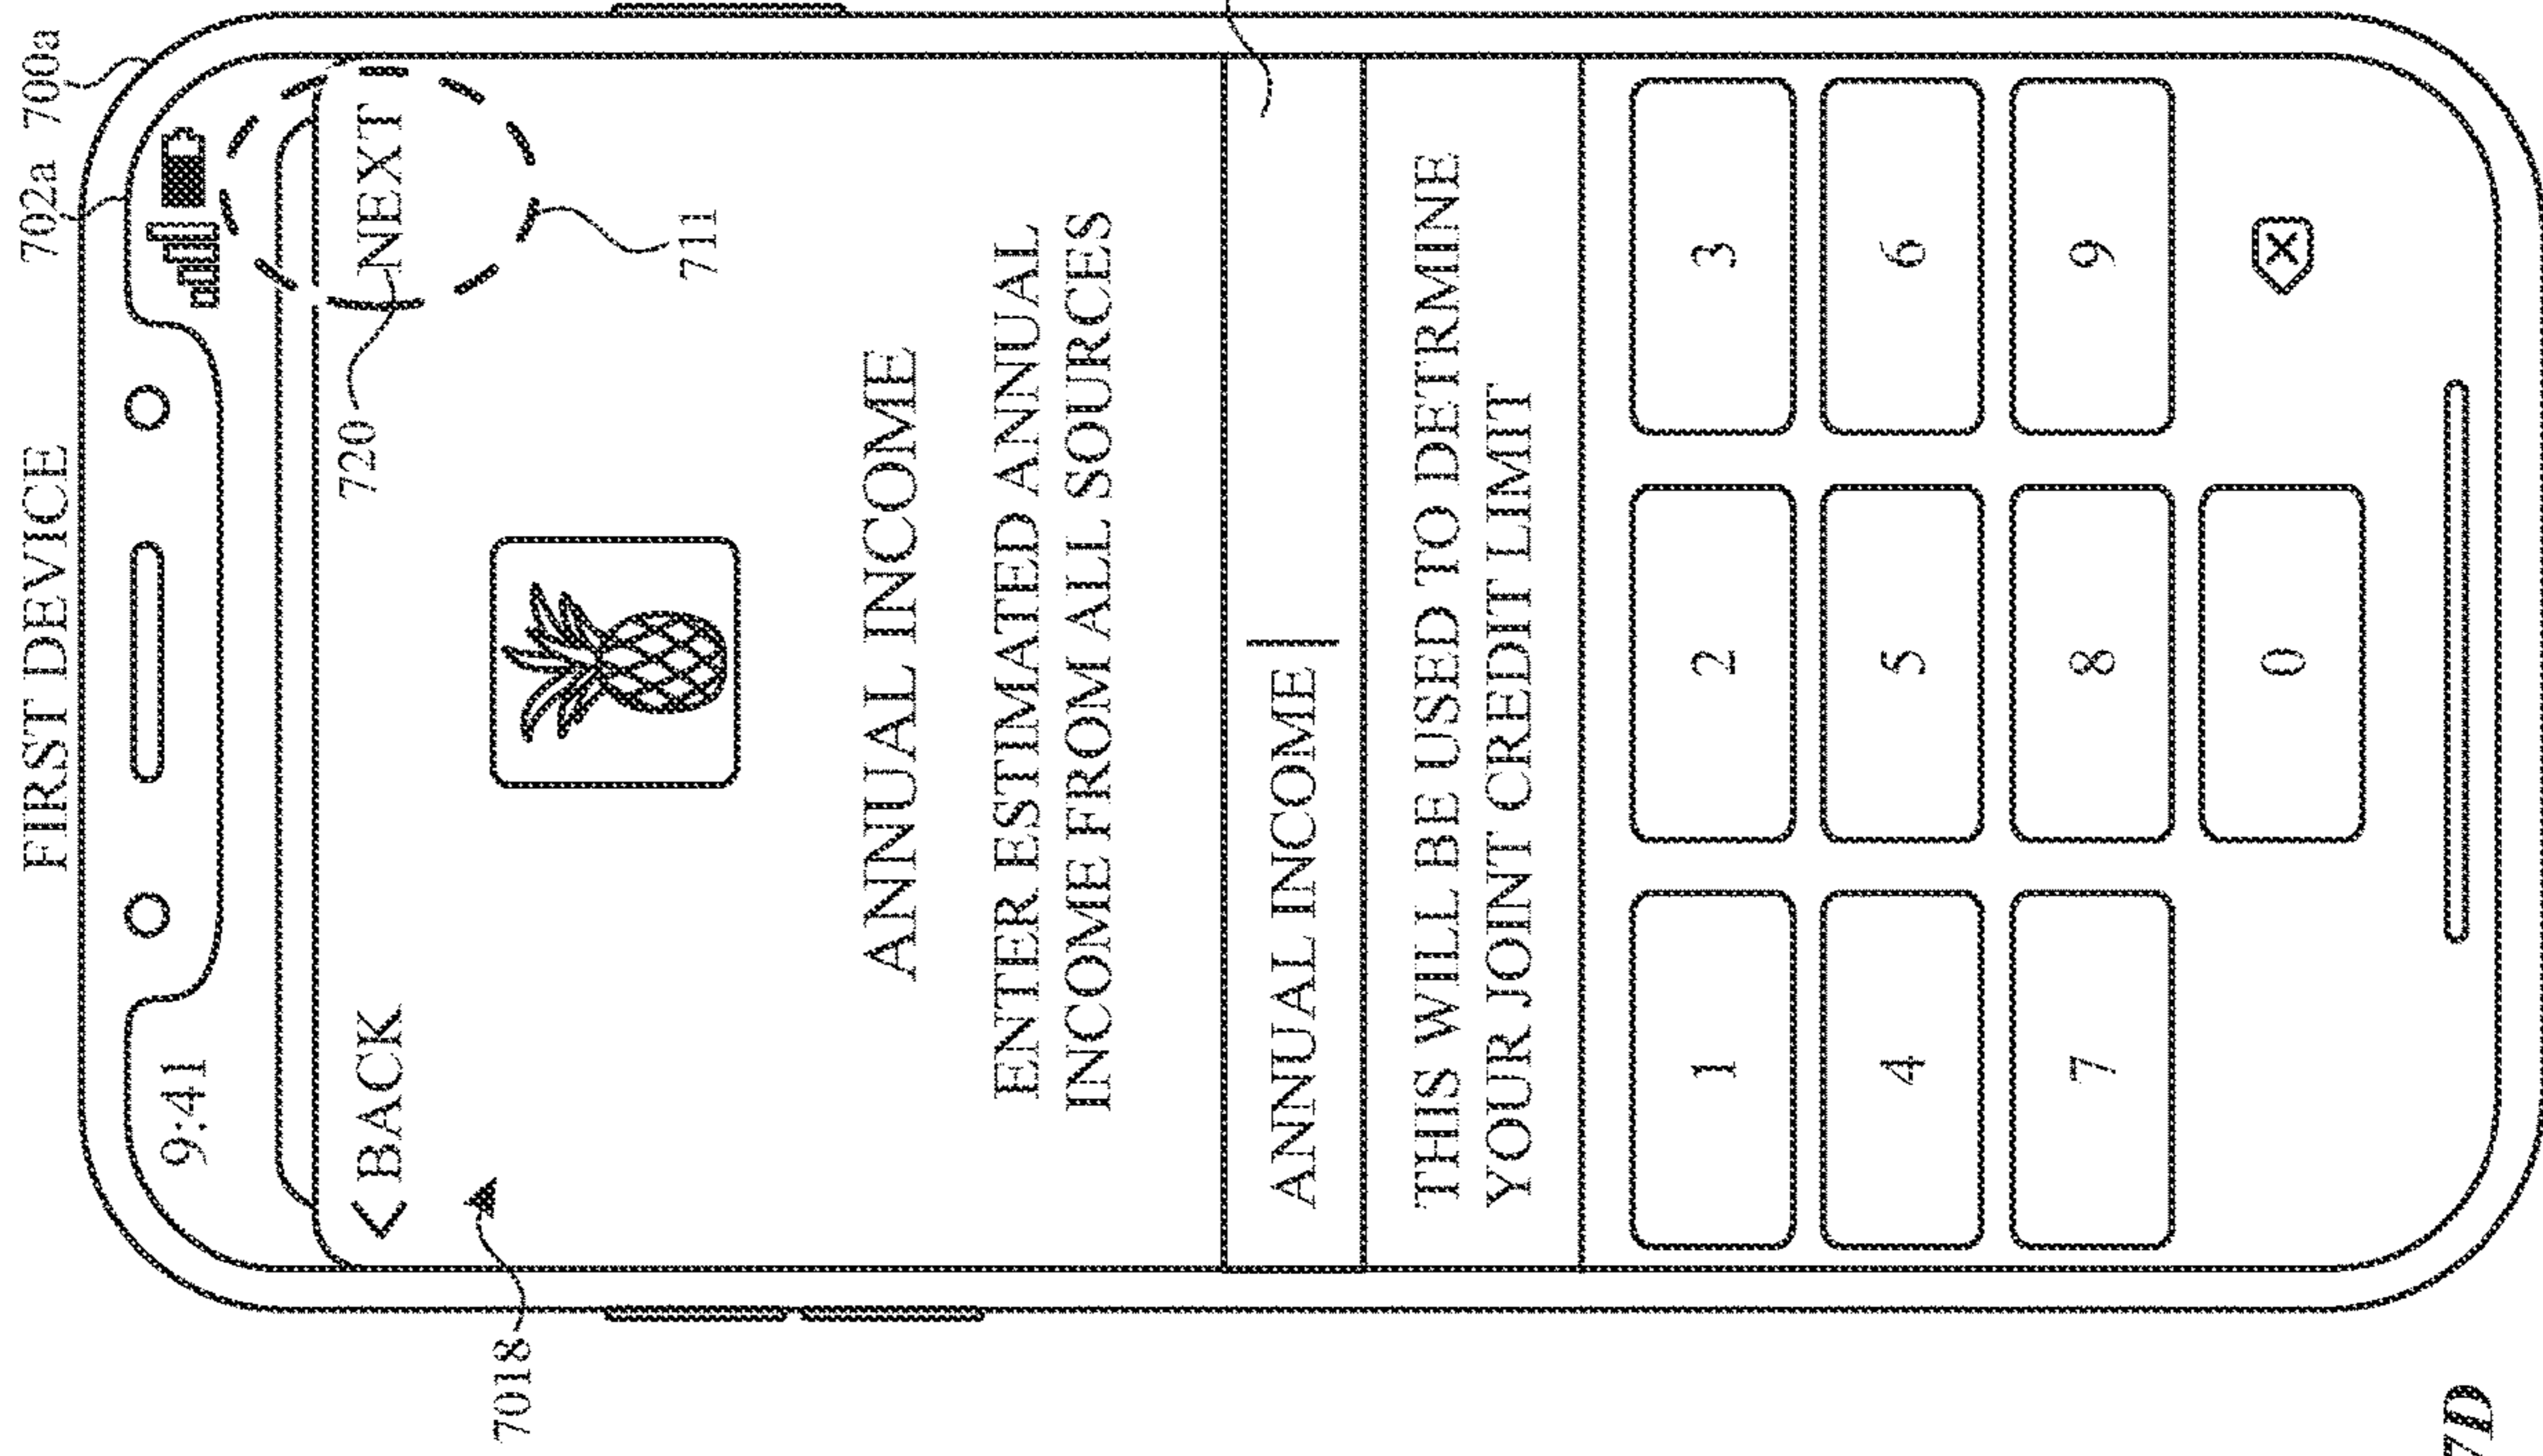 FIRST DEVICE
702a 700a
9:41
< BACK
NEXT
720
711
7018
ANNUAL INCOME
ENTER ESTIMATED ANNUAL
INCOME FROM ALL SOURCES
ANNUAL INCOME
THIS WILL BE USED TO DETRMINE
YOUR JOINT CREDIT LIMIT
1 2 3
4 5 6
7 8 9
0
7D